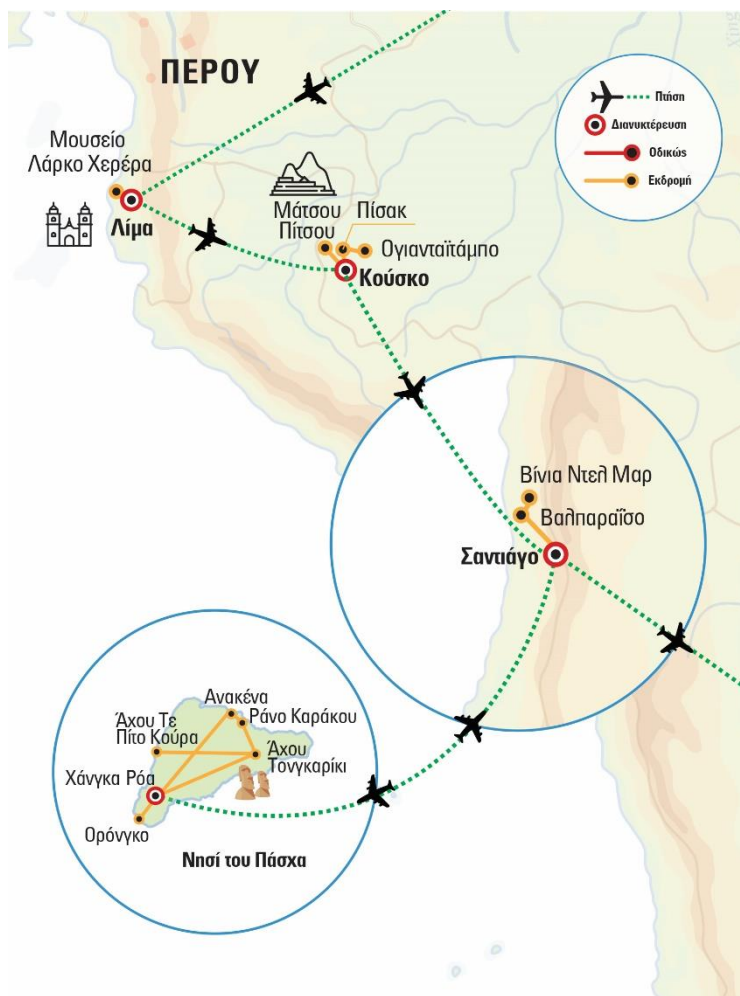 ΠΕΡΟΥ
Πτήση
Διανυκτέρευση
Οδικώς
Εκδρομή
Μουσείο
Λάρκο Χερέρα
Λίμα
Μάτσου
Πίτσου
Πίσακ
Ογιανταϊτάμπο
Κούσκο
Βίνια Ντελ Μαρ
Βαλπαραΐσο
Σαντιάγο
Ανακένα
Ράνο Καράκου
Άχου Τε
Πίτο Κούρα
Άχου
Τονγκαρίκι
Χάνγκα Ρόα
Ορόνγκο
Νησί του Πάσχα